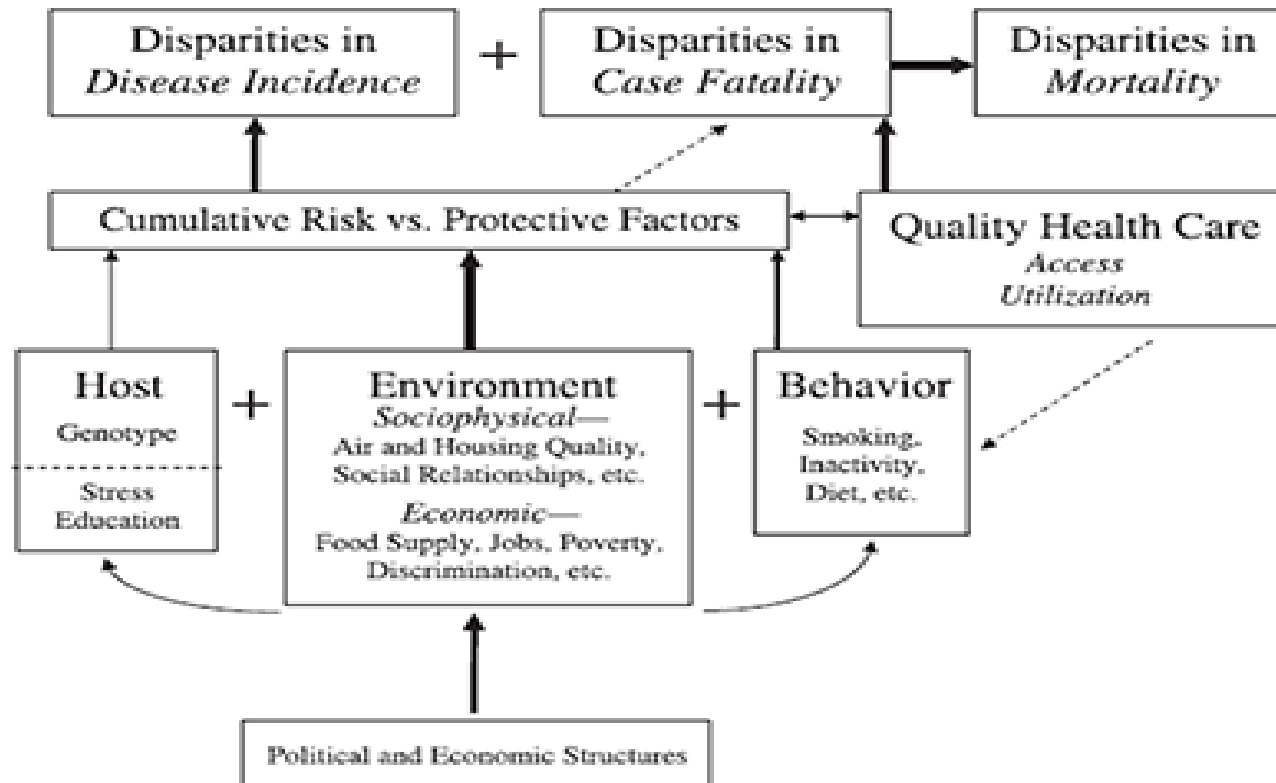 Disparities in
Disease Incidence
+
Disparities in
Case Fatality
Disparities in
Mortality
Cumulative Risk vs. Protective Factors
Quality Health Care
Access
Utilization
Host
Genotype
Stress
Education
+
Environment
Sociophysical—
Air and Housing Quality,
Social Relationships, etc.
Economic—
Food Supply, Jobs, Poverty,
Discrimination, etc.
+
Behavior
Smoking,
Inactivity,
Diet, etc.
Political and Economic Structures